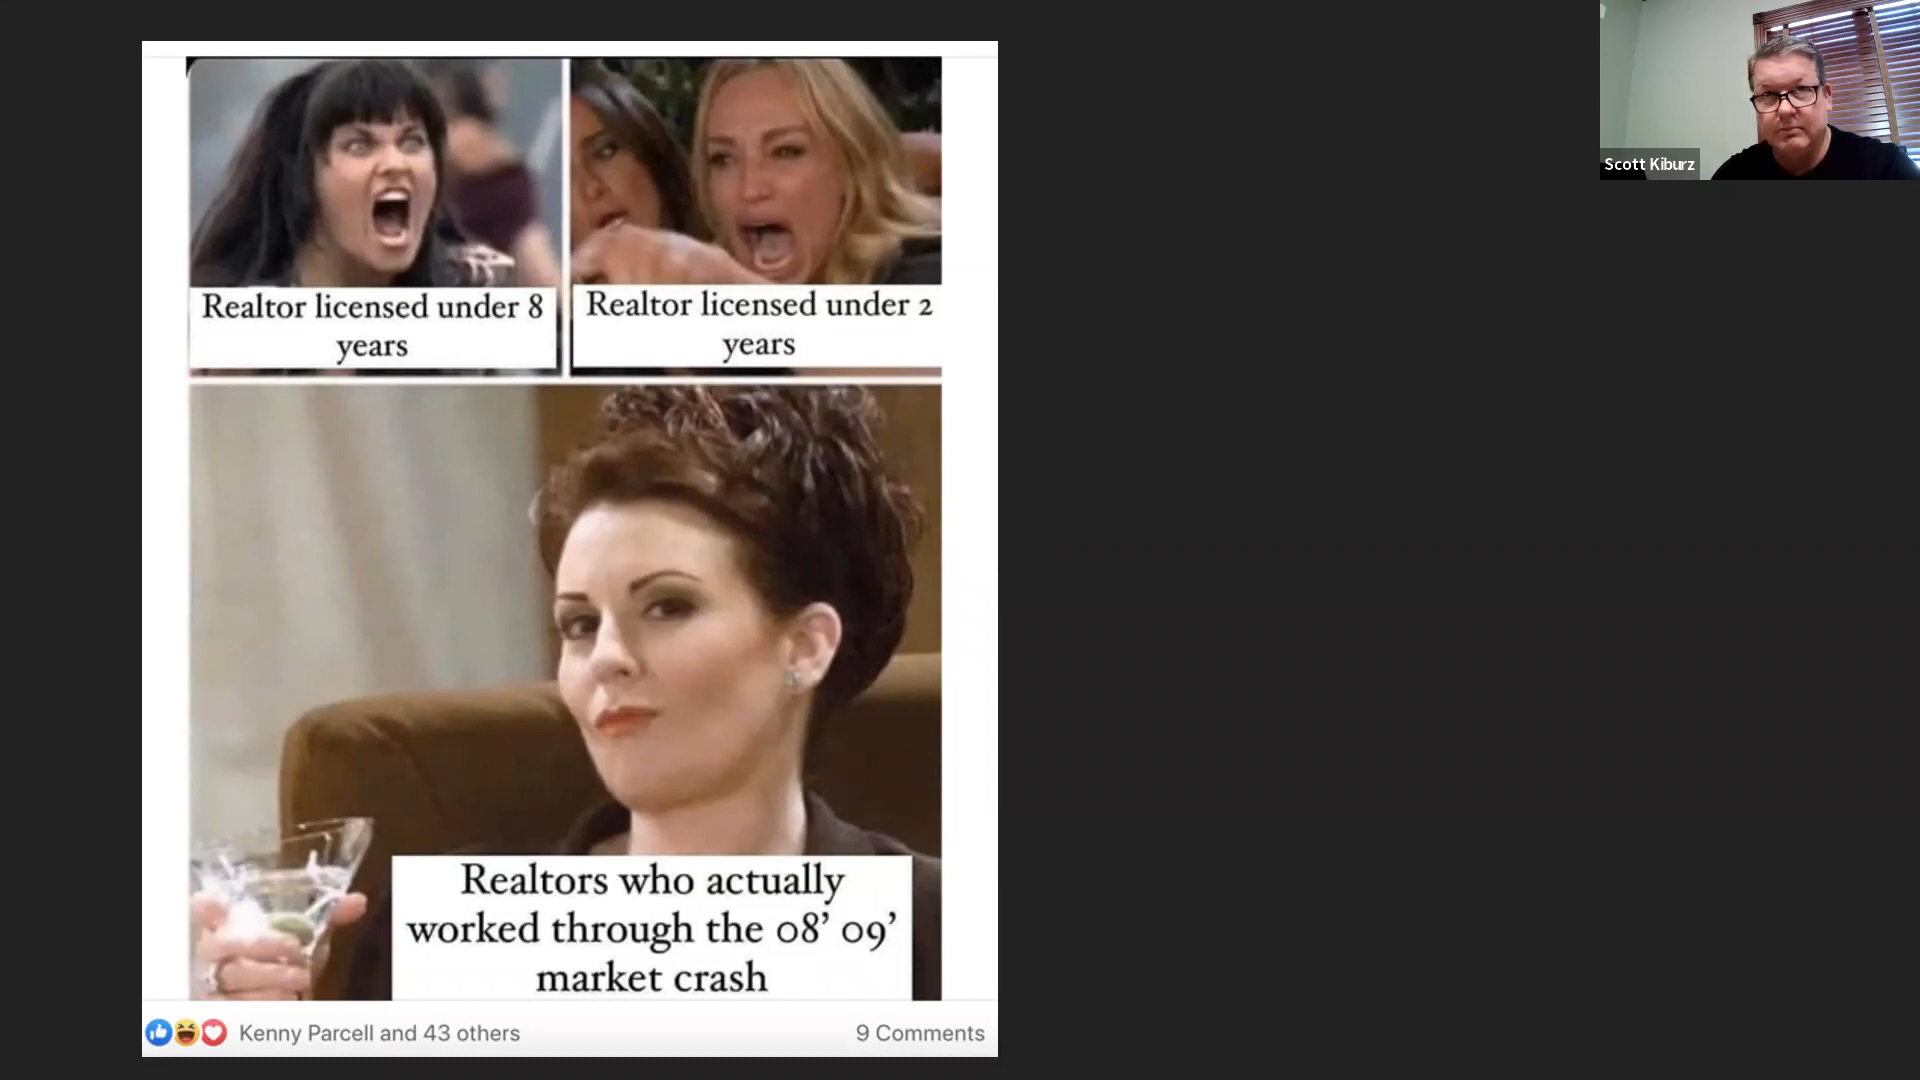 Realtor licensed under 8
years
Realtor licensed under 2
years
Realtors who actually
worked through the 08’ 09’
market crash
Kenny Parcell and 43 others
9 Comments
Scott Kiburz